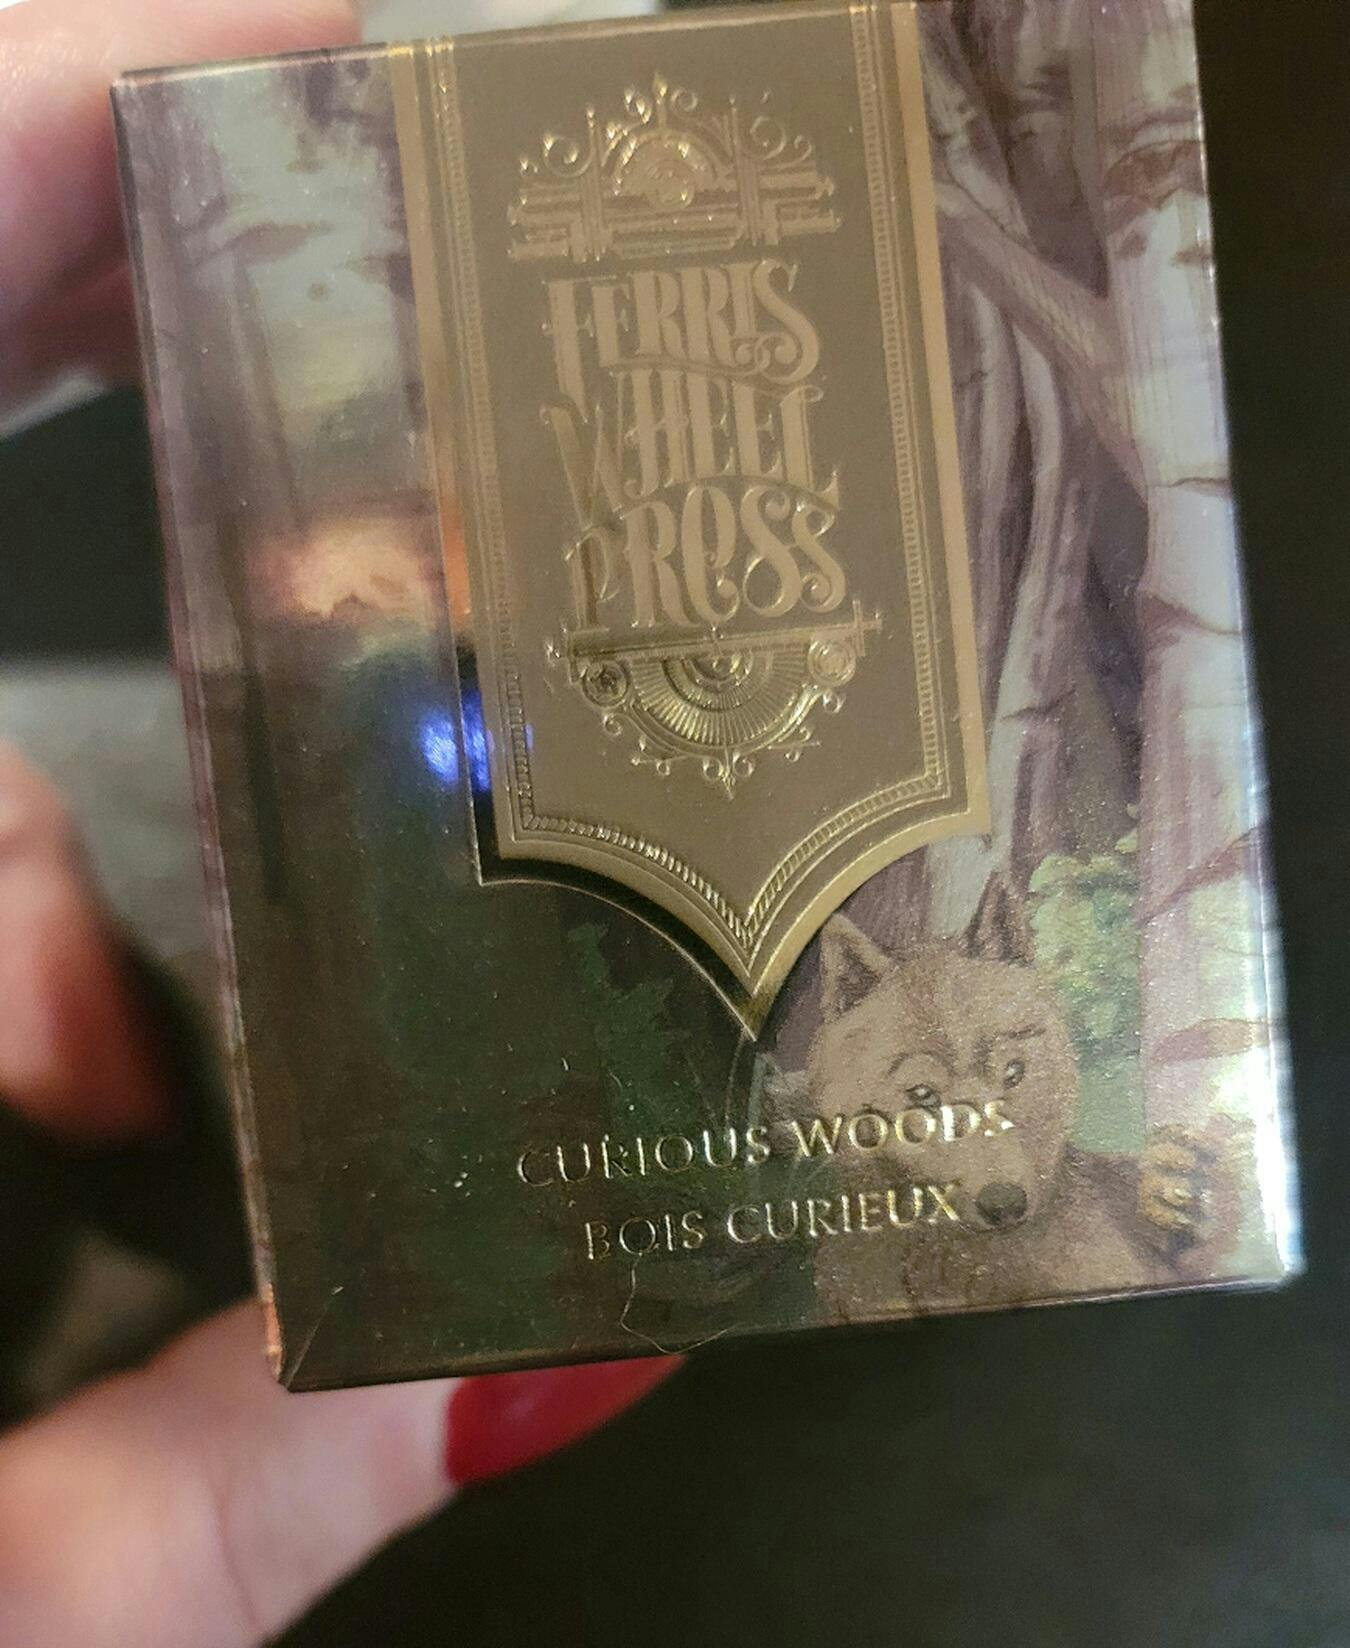 FERRIS
WHEEL
PRESS
CURIOUS WOODS
BOIS CURIEUX